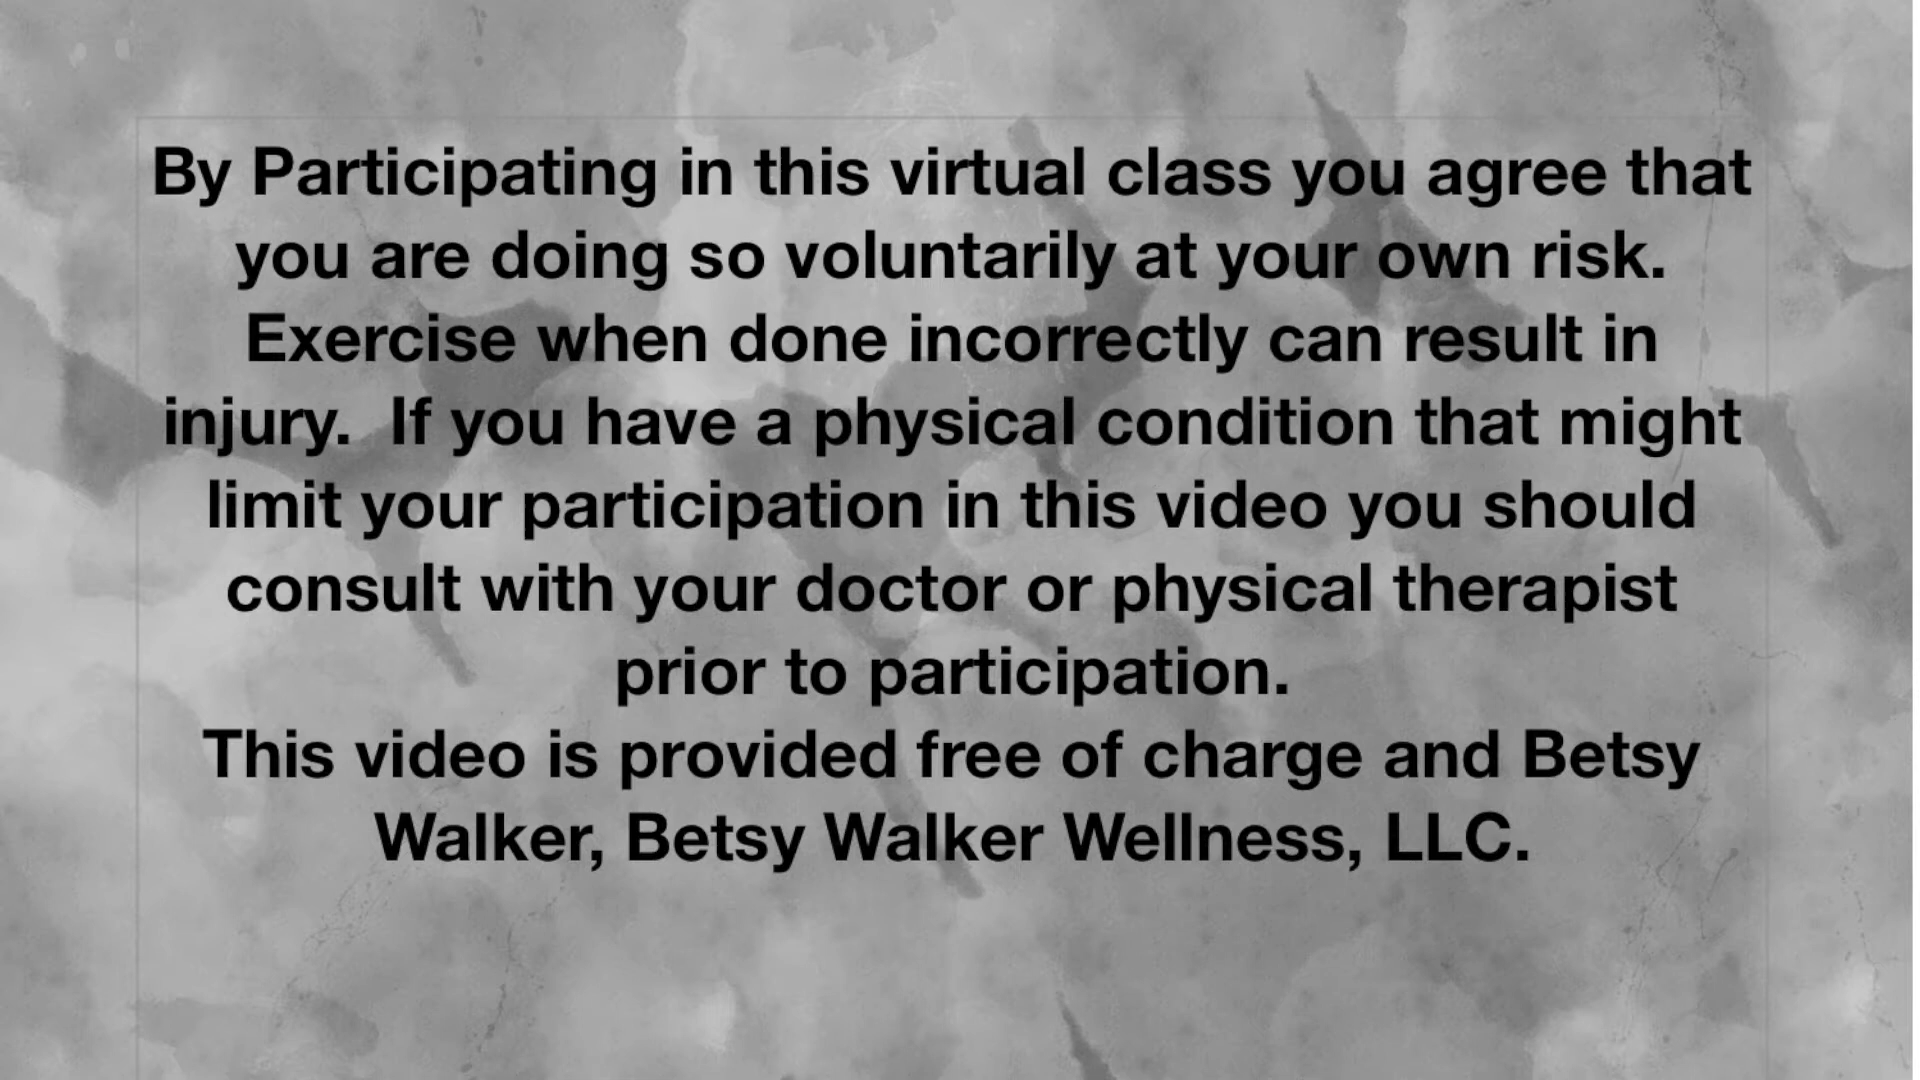 By Participating in this virtual class you agree that
you are doing so voluntarily at your own risk.
Exercise when done incorrectly can result in
injury.  If you have a physical condition that might
limit your participation in this video you should
consult with your doctor or physical therapist
prior to participation.
This video is provided free of charge and Betsy
Walker, Betsy Walker Wellness, LLC.